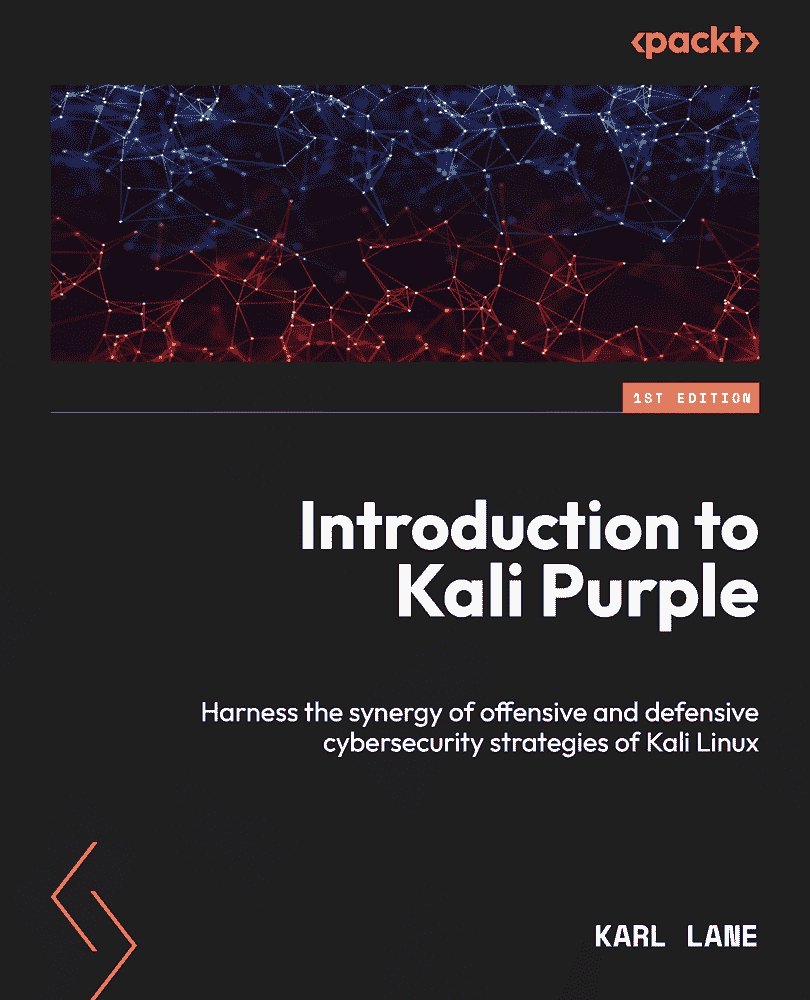 <packt>
1ST EDITION
Introduction to
Kali Purple
Harness the synergy of offensive and defensive
cybersecurity strategies of Kali Linux
KARL LANE